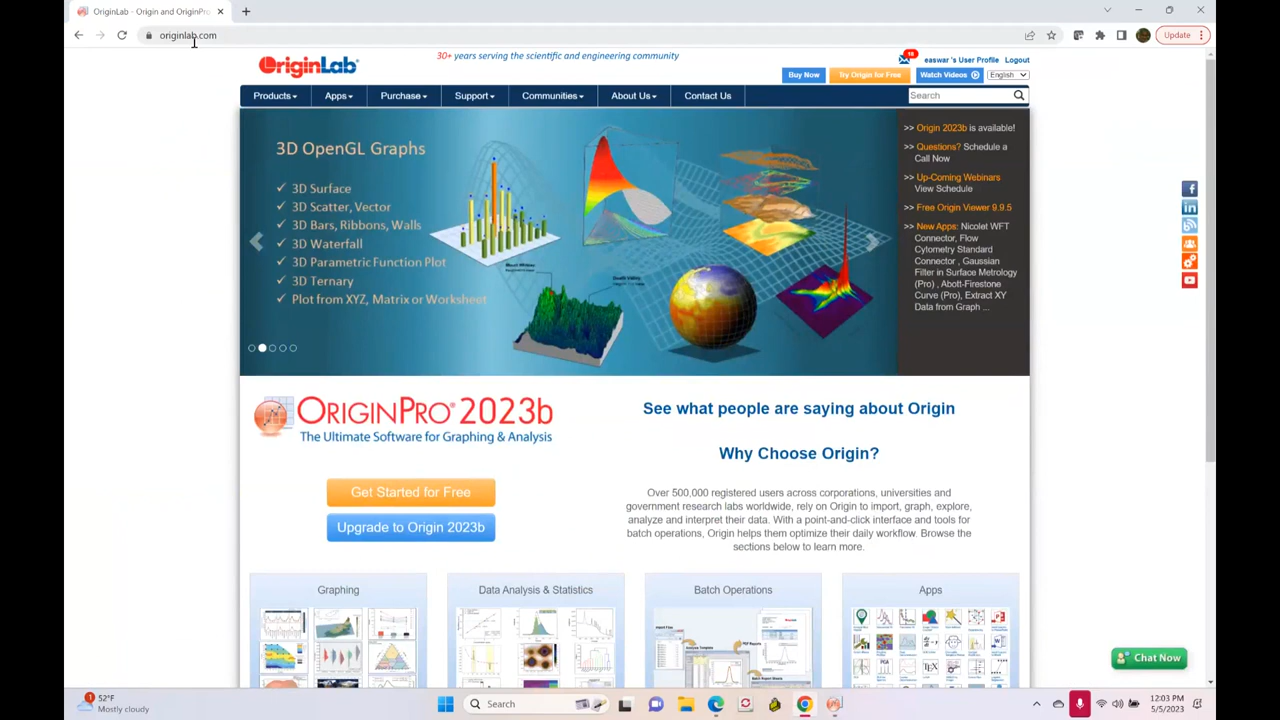 OriginLab - Origin and OriginPro
originlab.com
Update
OriginLab
30+ years serving the scientific and engineering community
18
easwar 's User Profile Logout
Buy Now Try Origin for Free Watch Videos English
Products Apps Purchase Support Communities About Us Contact Us Search
3D OpenGL Graphs
✓ 3D Surface
✓ 3D Scatter, Vector
✓ 3D Bars, Ribbons, Walls
✓ 3D Waterfall
✓ 3D Parametric Function Plot
✓ 3D Ternary
✓ Plot from XYZ, Matrix or Worksheet
>> Origin 2023b is available!
>> Questions? Schedule a
Call Now
>> Up-Coming Webinars
View Schedule
>> Free Origin Viewer 9.9.5
>> New Apps: Nicolet WFT
Connector, Flow
Cytometry Standard
Connector , Gaussian
Filter in Surface Metrology
(Pro) , Abott-Firestone
Curve (Pro), Extract XY
Data from Graph ...
ORIGINPRO® 2023b
The Ultimate Software for Graphing & Analysis
Get Started for Free
Upgrade to Origin 2023b
See what people are saying about Origin
Why Choose Origin?
Over 500,000 registered users across corporations, universities and
government research labs worldwide, rely on Origin to import, graph, explore,
analyze and interpret their data. With a point-and-click interface and tools for
batch operations, Origin helps them optimize their daily workflow. Browse the
sections below to learn more.
Graphing Data Analysis & Statistics Batch Operations Apps
Chat Now
1
52°F
Mostly cloudy
Search
12:03 PM
5/5/2023